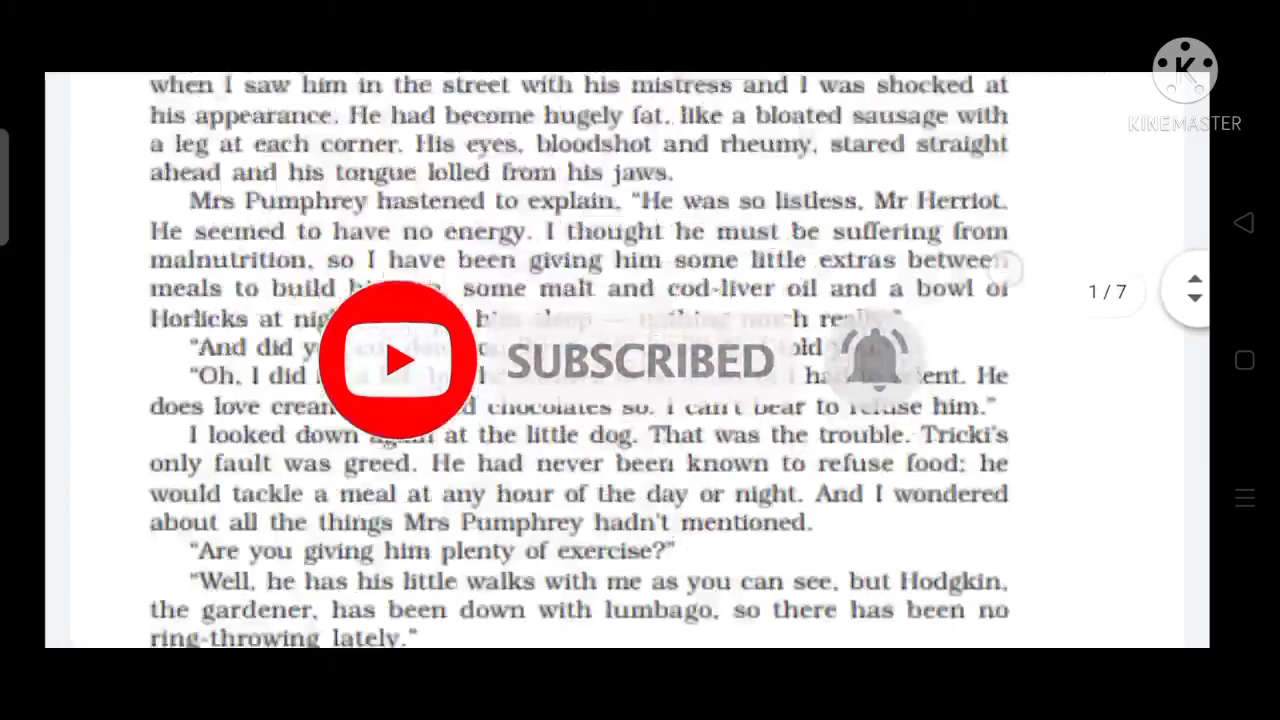 when I saw him in the street with his mistress and I was shocked at
his appearance. He had become hugely fat, like a bloated sausage with
a leg at each corner. His eyes, bloodshot and rheumy, stared straight
ahead and his tongue lolled from his jaws.
Mrs Pumphrey hastened to explain, “He was so listless, Mr Herriot.
He seemed to have no energy. I thought he must be suffering from
malnutrition, so I have been giving him some little extras between
meals to build some malt and cod-liver oil and a bowl of
Horlicks at much
“And did
“Oh, I did He
does love chocolates so. I can't bear to refuse him.”
I looked down again at the little dog. That was the trouble. Tricki's
only fault was greed. He had never been known to refuse food; he
would tackle a meal at any hour of the day or night. And I wondered
about all the things Mrs Pumphrey hadn't mentioned.
“Are you giving him plenty of exercise?”
“Well, he has his little walks with me as you can see, but Hodgkin,
the gardener, has been down with lumbago, so there has been no
ring-throwing lately.”
SUBSCRIBED
1 / 7
K
KINEMASTER